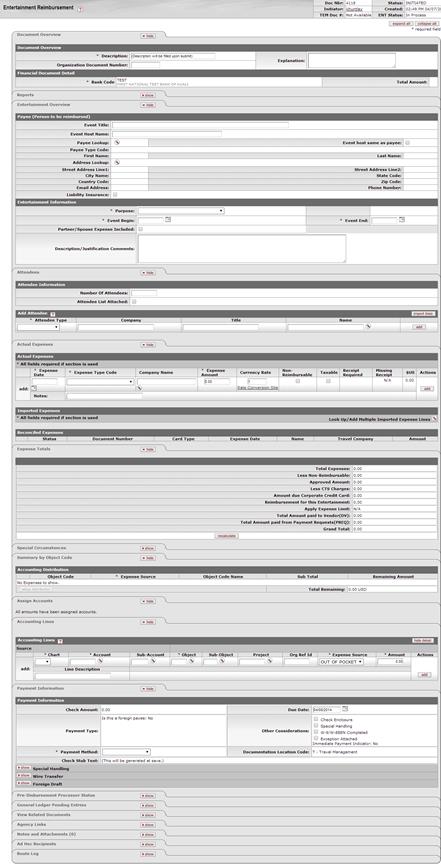 Entertainment Reimbursement
Doc Nbr: 4118 Status: INITIATED
Initiator: Created: 02:49 PM
TEM Doc #: Not Available ENT Status: In Process
expand all collapse all
* required field
Document Overview hide
Document Overview
* Description: (Description will be filled upon submit) Explanation:
Organization Document Number:
Financial Document Detail
* Bank Code TEST Total Amount:
Reports show
Entertainment Overview hide
Payee (Person to be reimbursed)
Event Title:
Event Host Name:
Payee Lookup: Event host same as payee:
Payee Type Code:
First Name: Last Name:
Address Lookup:
Street Address Line1: Street Address Line2:
City Name: State Code:
Country Code: Zip Code:
Email Address: Phone Number:
Liability Insurance:
Entertainment Information
* Purpose:
* Event Begin: * Event End:
Partner/Spouse Expense Included:
Description/Justification Comments:
Attendees hide
Attendee Information
Number Of Attendees:
Attendee List Attached:
Add Attendee import lines
* Attendee Type Company Title Name
add
Actual Expenses hide
Actual Expenses
* All fields required if section is used
* Expense Date * Expense Type Code Company Name * Expense Amount Currency Rate Non-Reimbursable Taxable Receipt Required Missing Receipt $US Actions
add: 0.00 N/A 0.00 add
Rate Conversion Site
Notes:
Imported Expenses
* All fields required if section is used Look Up/Add Multiple Imported Expense Lines
Reconciled Expenses
Status Document Number Card Type Expense Date Name Travel Company Amount
Expense Totals hide
Total Expenses: 0.00
Less Non-Reimbursable: 0.00
Approved Amount: 0.00
Less CTS Charges: 0.00
Amount due Corporate Credit Card: 0.00
Reimbursement for this Entertainment: 0.00
Apply Expense Limit: N/A
Total Amount paid to Vendor(DV): 0.00
Total Amount paid from Payment Requests(PREQ): 0.00
Grand Total: 0.00
recalculate
Special Circumstances show
Summary by Object Code hide
Accounting Distribution
Object Code * Expense Source Object Code Name Sub Total Remaining Amount
No Expenses to show.
Total Remaining: 0.00 USD
Assign Accounts hide
All amounts have been assigned accounts.
Accounting Lines hide
Accounting Lines hide detail
Source
* Chart * Account Sub-Account * Object Sub-Object Project Org Ref Id * Expense Source * Amount Actions
add: OUT OF POCKET 0.00 add
Line Description
Payment Information hide
Payment Information
Check Amount: 0.00 Due Date:
Payment Type: Is this a foreign payee: No Other Considerations: Check Enclosure
Special Handling
W-9/W-8BEN Completed
Exception Attached
Immediate Payment Indicator: No
* Payment Method: Documentation Location Code: T - Travel Management
Check Stub Text: (This will be generated at save.)
show Special Handling
show Wire Transfer
show Foreign Draft
Pre-Disbursement Processor Status show
General Ledger Pending Entries show
View Related Documents show
Agency Links show
Notes and Attachments (0) show
Ad Hoc Recipients show
Route Log show